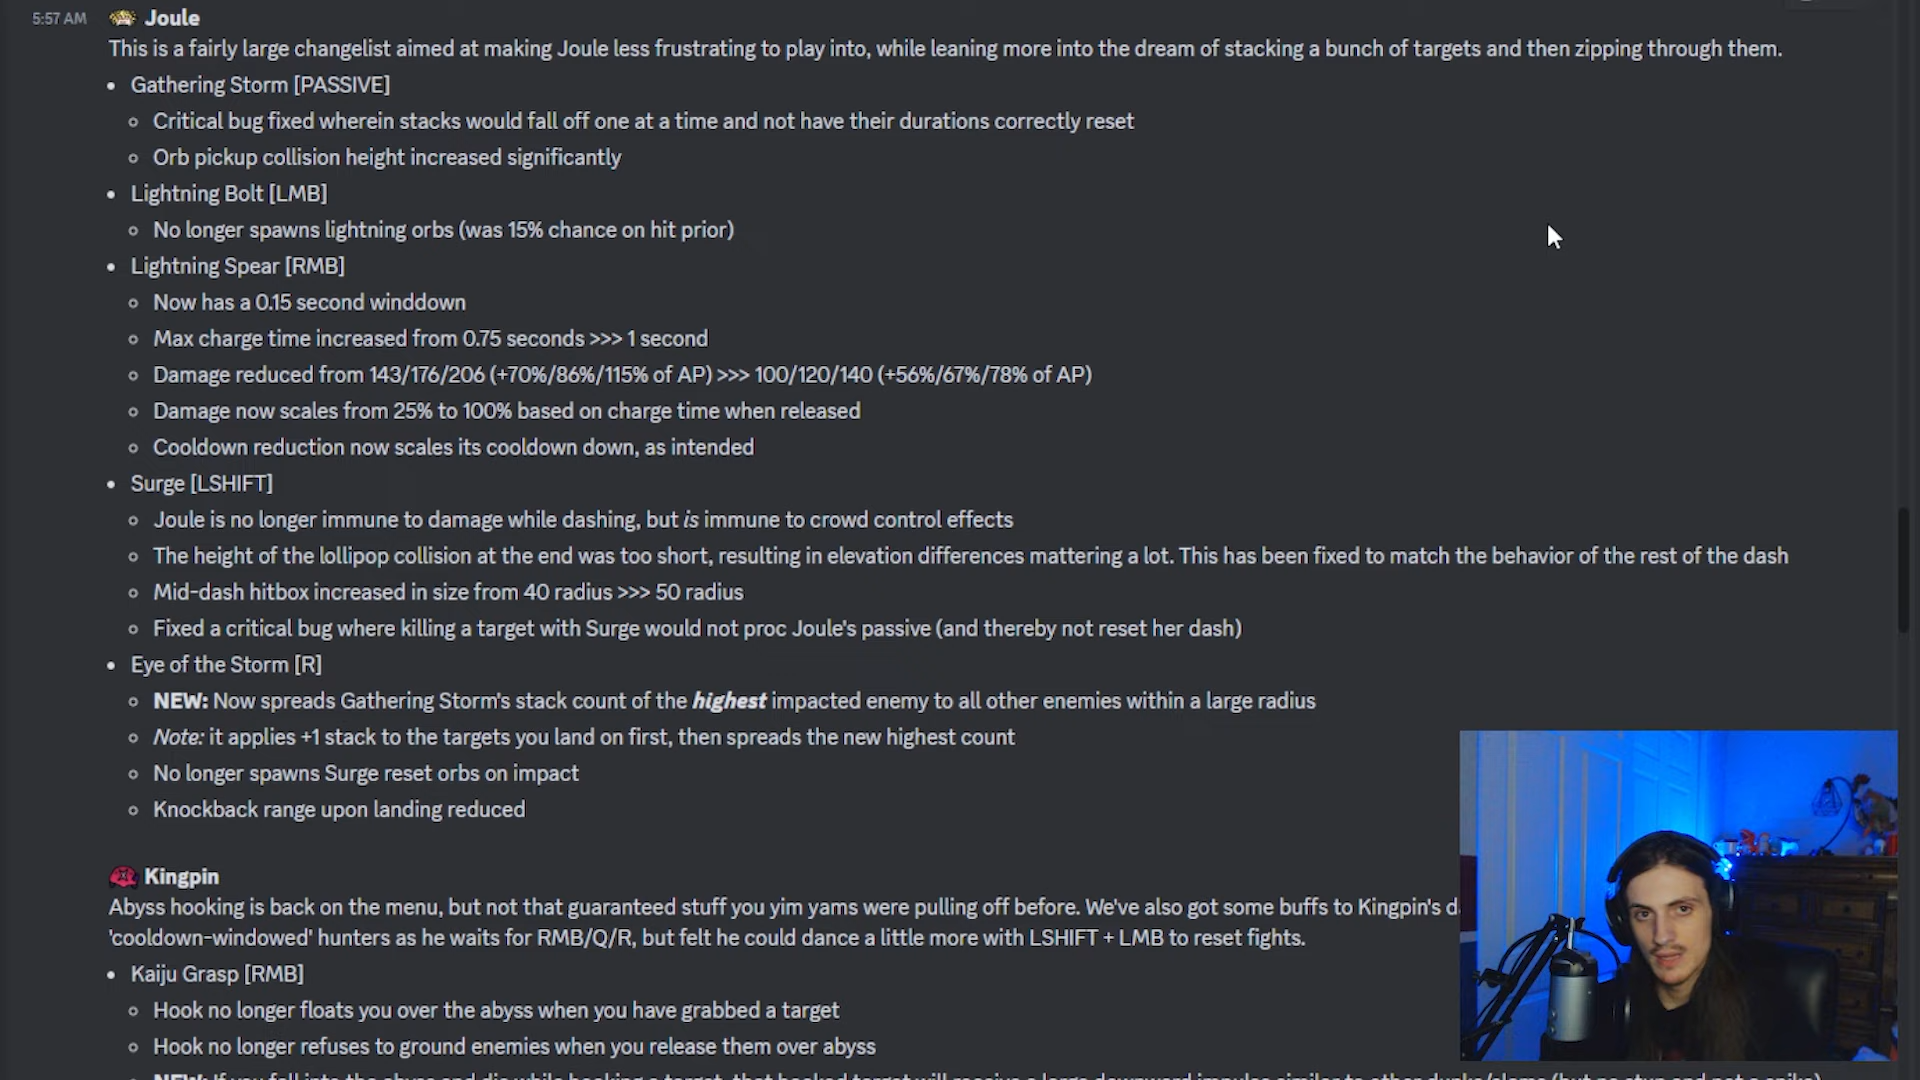 5:57 AM Joule
This is a fairly large changelist aimed at making Joule less frustrating to play into, while leaning more into the dream of stacking a bunch of targets and then zipping through them.
• Gathering Storm [PASSIVE]
◦ Critical bug fixed wherein stacks would fall off one at a time and not have their durations correctly reset
◦ Orb pickup collision height increased significantly
• Lightning Bolt [LMB]
◦ No longer spawns lightning orbs (was 15% chance on hit prior)
• Lightning Spear [RMB]
◦ Now has a 0.15 second winddown
◦ Max charge time increased from 0.75 seconds >>> 1 second
◦ Damage reduced from 143/176/206 (+70%/86%/115% of AP) >>> 100/120/140 (+56%/67%/78% of AP)
◦ Damage now scales from 25% to 100% based on charge time when released
◦ Cooldown reduction now scales its cooldown down, as intended
• Surge [LSHIFT]
◦ Joule is no longer immune to damage while dashing, but is immune to crowd control effects
◦ The height of the lollipop collision at the end was too short, resulting in elevation differences mattering a lot. This has been fixed to match the behavior of the rest of the dash
◦ Mid-dash hitbox increased in size from 40 radius >>> 50 radius
◦ Fixed a critical bug where killing a target with Surge would not proc Joule's passive (and thereby not reset her dash)
• Eye of the Storm [R]
◦ NEW: Now spreads Gathering Storm's stack count of the highest impacted enemy to all other enemies within a large radius
◦ Note: it applies +1 stack to the targets you land on first, then spreads the new highest count
◦ No longer spawns Surge reset orbs on impact
◦ Knockback range upon landing reduced
Kingpin
Abyss hooking is back on the menu, but not that guaranteed stuff you yim yams were pulling off before. We've also got some buffs to Kingpin's
'cooldown-windowed' hunters as he waits for RMB/Q/R, but felt he could dance a little more with LSHIFT + LMB to reset fights.
• Kaiju Grasp [RMB]
◦ Hook no longer floats you over the abyss when you have grabbed a target
◦ Hook no longer refuses to ground enemies when you release them over abyss